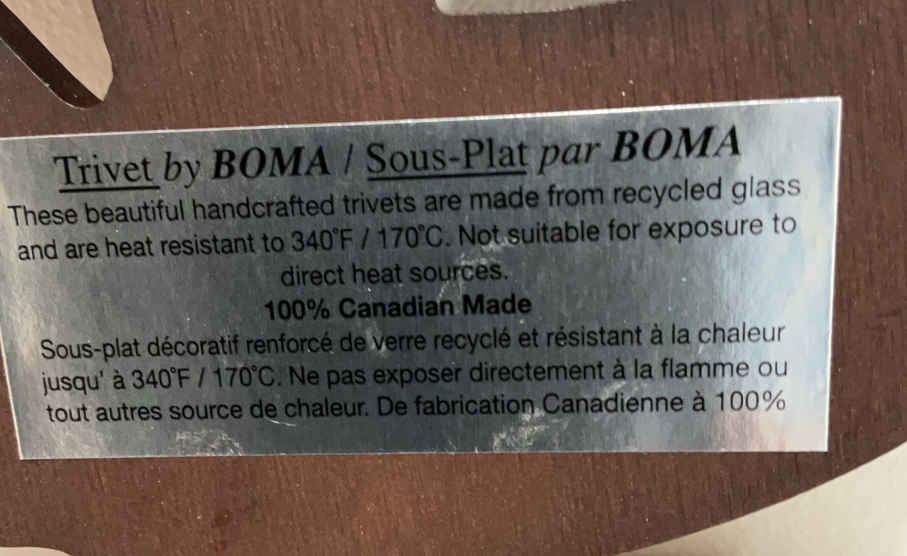 Trivet by BOMA / Sous-Plat par BOMA
These beautiful handcrafted trivets are made from recycled glass
and are heat resistant to 340°F / 170°C. Not suitable for exposure to
direct heat sources.
100% Canadian Made
Sous-plat décoratif renforcé de verre recyclé et résistant à la chaleur
jusqu' à 340°F / 170°C. Ne pas exposer directement à la flamme ou
tout autres source de chaleur. De fabrication Canadienne à 100%